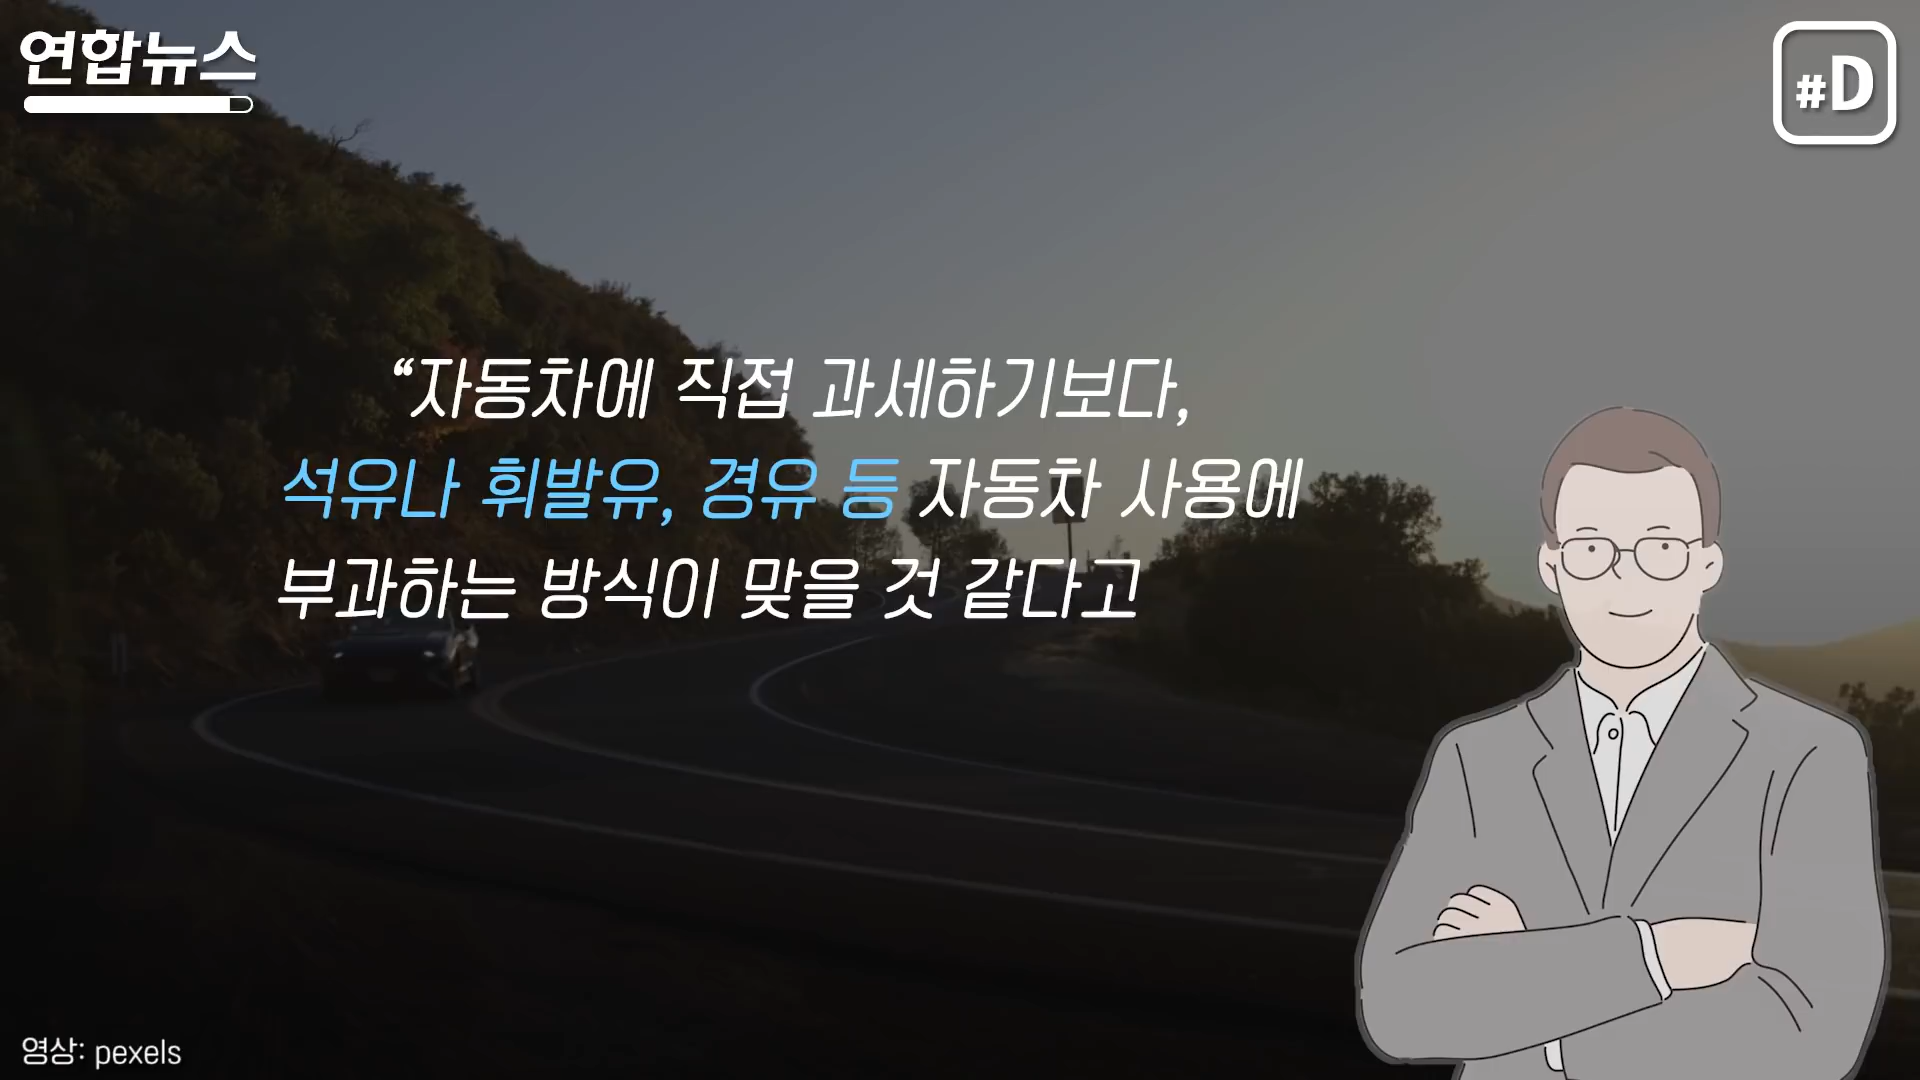 연합뉴스
#D
“자동차에 직접 과세하기보다,
석유나 휘발유, 경유 등 자동차 사용에
부과하는 방식이 맞을 것 같다고
영상: pexels